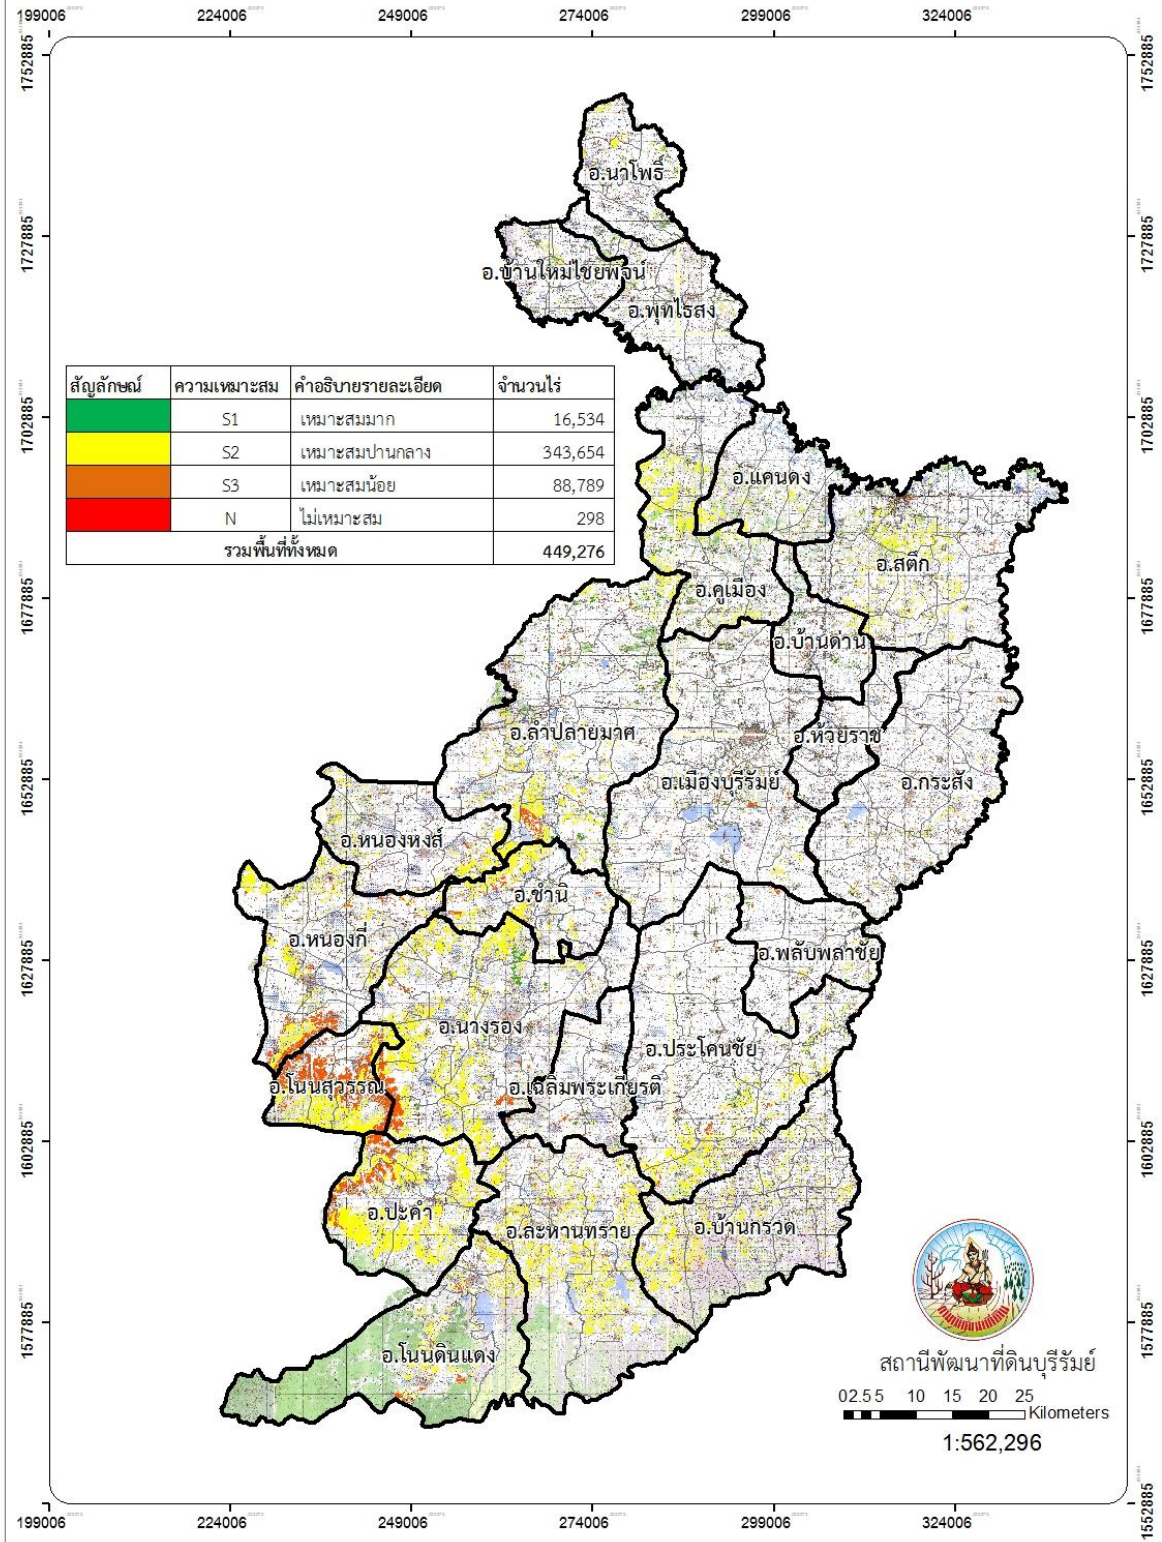 199006 224006 249006 274006 299006 324006
1752885 1752885
อ.นาโพธิ์
1727885 1727885
อ.บ้านใหม่ไชยพจน์
อ.พุทไธสง
สัญลักษณ์ ความเหมาะสม คำอธิบายรายละเอียด จำนวนไร่
S1 เหมาะสมมาก 16,534
S2 เหมาะสมปานกลาง 343,654
S3 เหมาะสมน้อย 88,789
N ไม่เหมาะสม 298
รวมพื้นที่ทั้งหมด 449,276
1702885 1702885
อ.แคนดง
อ.สตึก
อ.คูเมือง
1677885 1677885
อ.บ้านด่าน
อ.ลำปลายมาศ
อ.ห้วยราช
อ.เมืองบุรีรัมย์
อ.กระสัง
1652885 1652885
อ.หนองหงส์
อ.ชำนิ
อ.หนองกี่
อ.พลับพลาชัย
1627885 1627885
อ.นางรอง
อ.ประโคนชัย
อ.โนนสุวรรณ
อ.เฉลิมพระเกียรติ
1602885 1602885
อ.ปะคำ
อ.ละหานทราย
อ.บ้านกรวด
1577885 1577885
อ.โนนดินแดง
สถานีพัฒนาที่ดินบุรีรัมย์
02.55 10 15 20 25
Kilometers
1:562,296
1552885
199006 224006 249006 274006 299006 324006